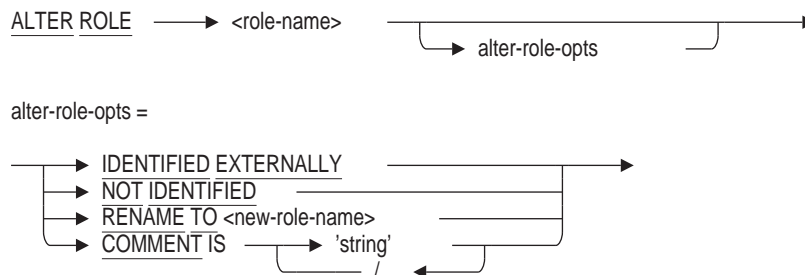 ALTER ROLE <role-name>
alter-role-opts
alter-role-opts =
IDENTIFIED EXTERNALLY
NOT IDENTIFIED
RENAME TO <new-role-name>
COMMENT IS 'string'
/